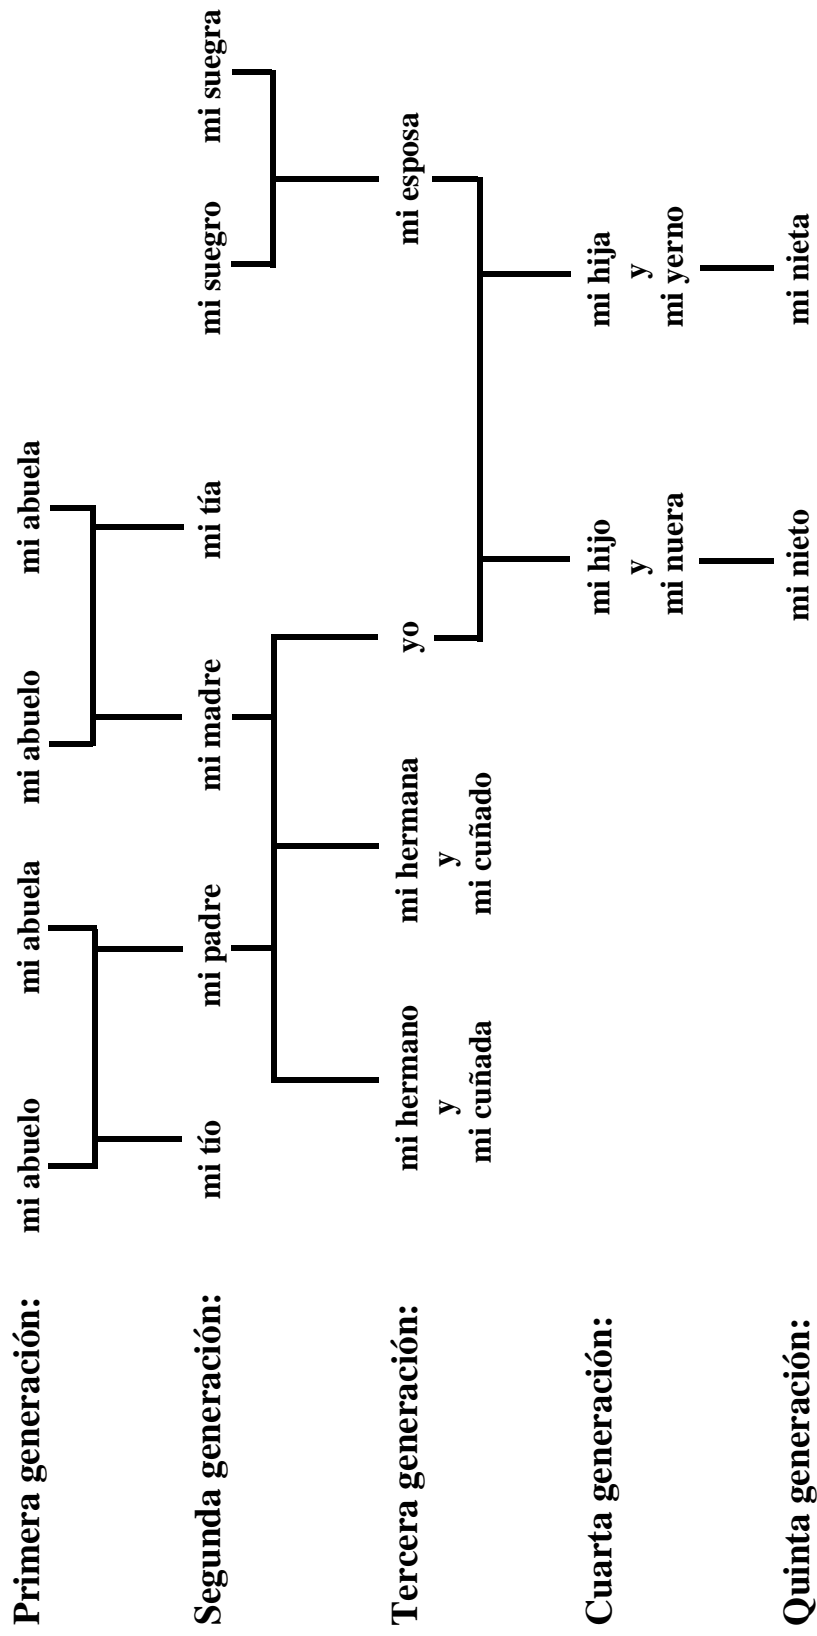 Primera generación:
mi abuelo
mi abuela
mi abuelo
mi abuela
Segunda generación:
mi tío
mi padre
mi madre
mi tía
mi suegro
mi suegra
Tercera generación:
mi hermano
y
mi cuñada
mi hermana
y
mi cuñado
yo
mi esposa
Cuarta generación:
mi hijo
y
mi nuera
mi hija
y
mi yerno
Quinta generación:
mi nieto
mi nieta